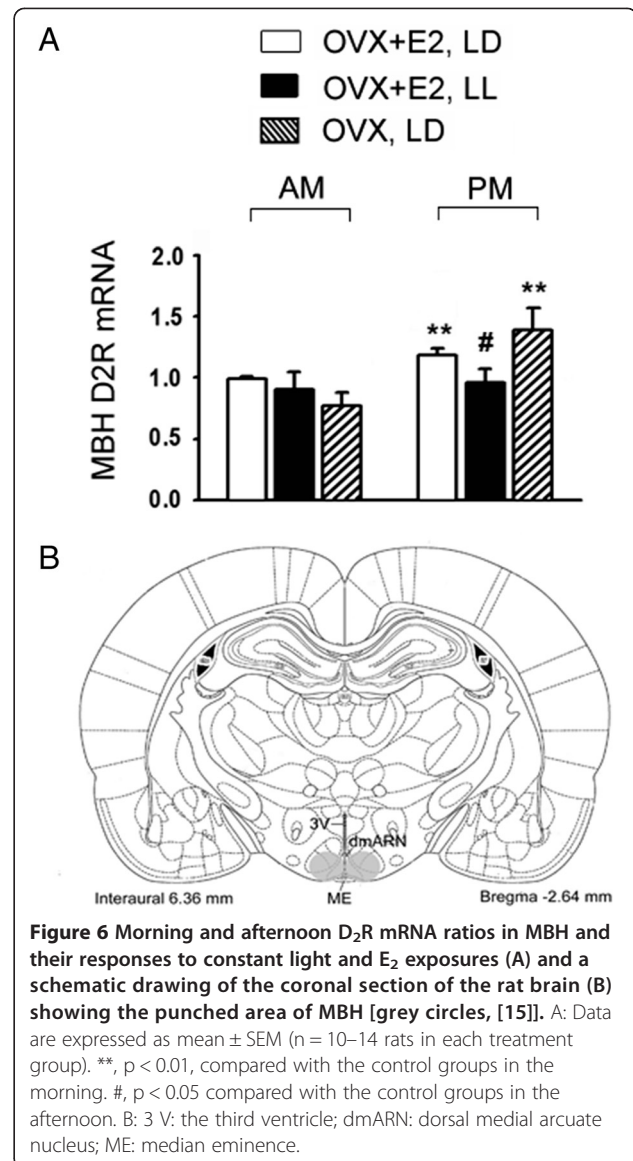 A
OVX+E2, LD
OVX+E2, LL
OVX, LD
AM PM
MBH D2R mRNA
2.0
1.5
1.0
0.5
0.0
** # **
B
3V
dmARN
Interaural 6.36 mm ME Bregma -2.64 mm
Figure 6 Morning and afternoon D₂R mRNA ratios in MBH and
their responses to constant light and E₂ exposures (A) and a
schematic drawing of the coronal section of the rat brain (B)
showing the punched area of MBH [grey circles, [15]]. A: Data
are expressed as mean ± SEM (n = 10–14 rats in each treatment
group). **, p < 0.01, compared with the control groups in the
morning. #, p < 0.05 compared with the control groups in the
afternoon. B: 3 V: the third ventricle; dmARN: dorsal medial arcuate
nucleus; ME: median eminence.